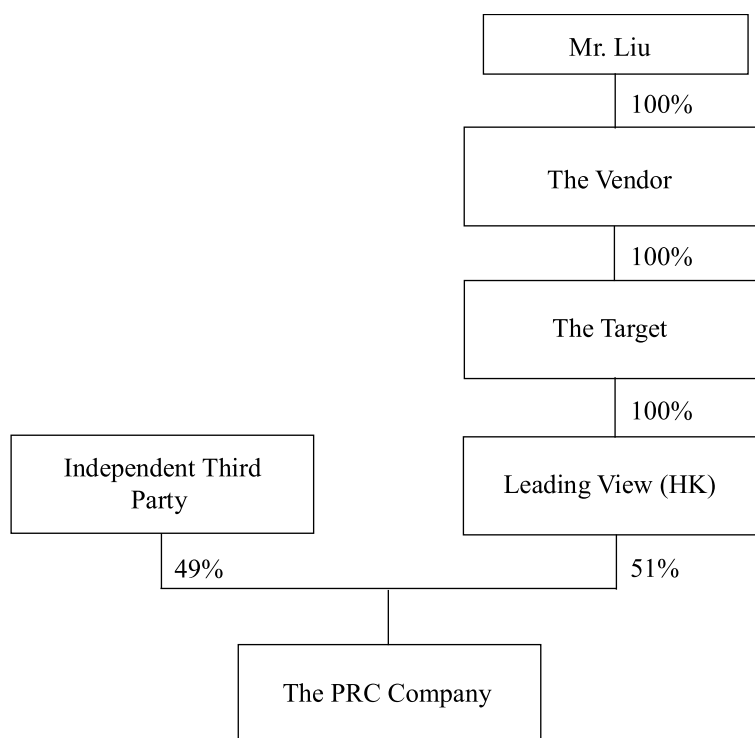 Mr. Liu
100%
The Vendor
100%
The Target
100%
Independent Third
Party
Leading View (HK)
49%
51%
The PRC Company